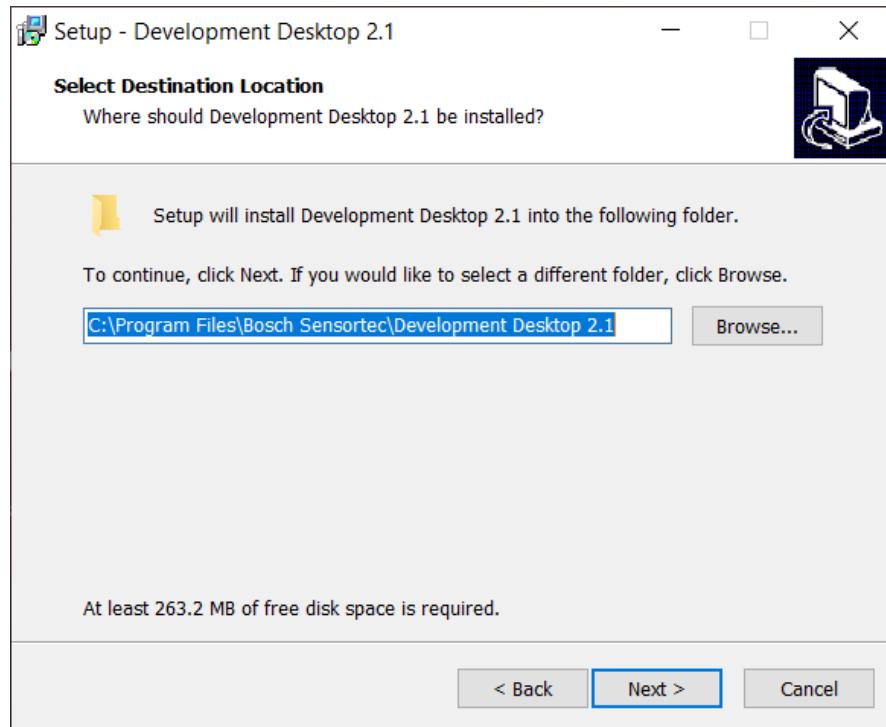 Setup - Development Desktop 2.1
Select Destination Location
Where should Development Desktop 2.1 be installed?
Setup will install Development Desktop 2.1 into the following folder.
To continue, click Next. If you would like to select a different folder, click Browse.
C:\Program Files\Bosch Sensortec\Development Desktop 2.1
Browse...
At least 263.2 MB of free disk space is required.
< Back
Next >
Cancel